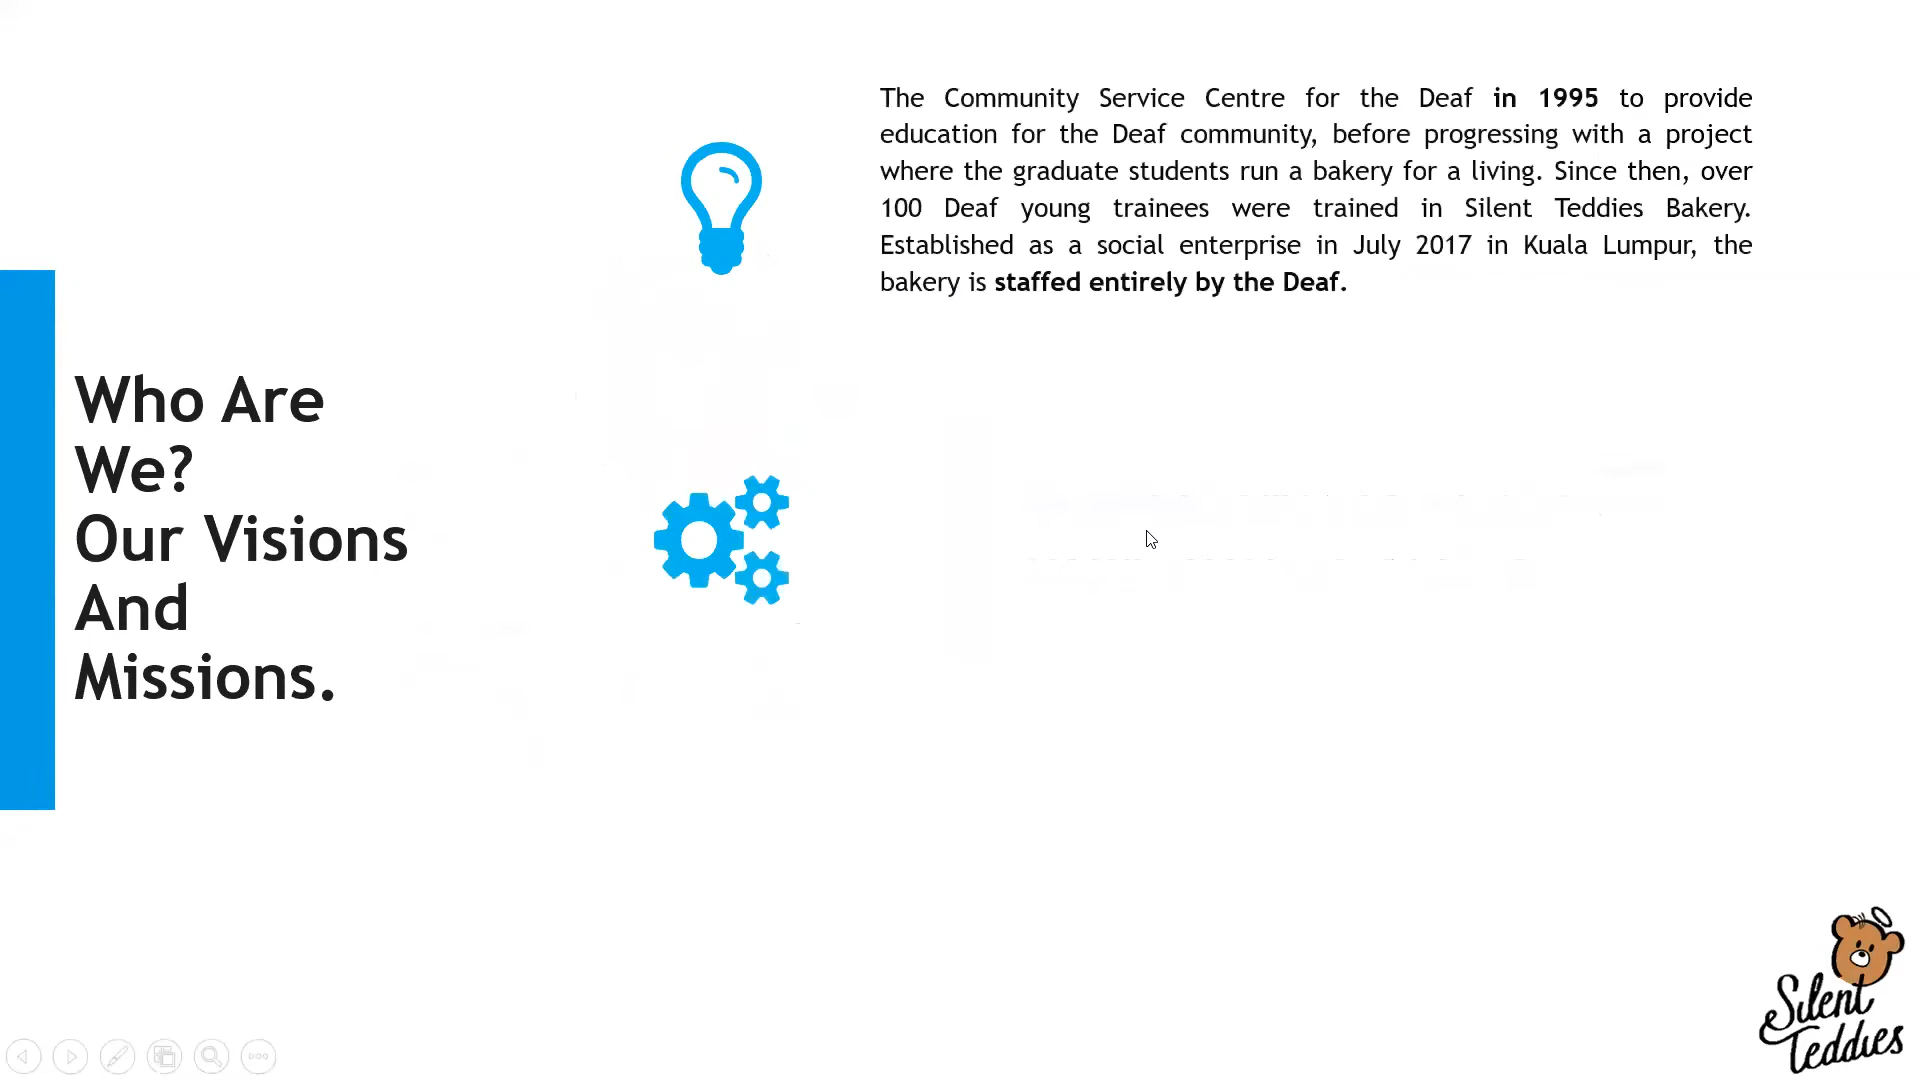 The Community Service Centre for the Deaf in 1995 to provide
education for the Deaf community, before progressing with a project
where the graduate students run a bakery for a living. Since then, over
100 Deaf young trainees were trained in Silent Teddies Bakery.
Established as a social enterprise in July 2017 in Kuala Lumpur, the
bakery is staffed entirely by the Deaf.
Who Are
We?
Our Visions
And
Missions.
Silent
Teddies